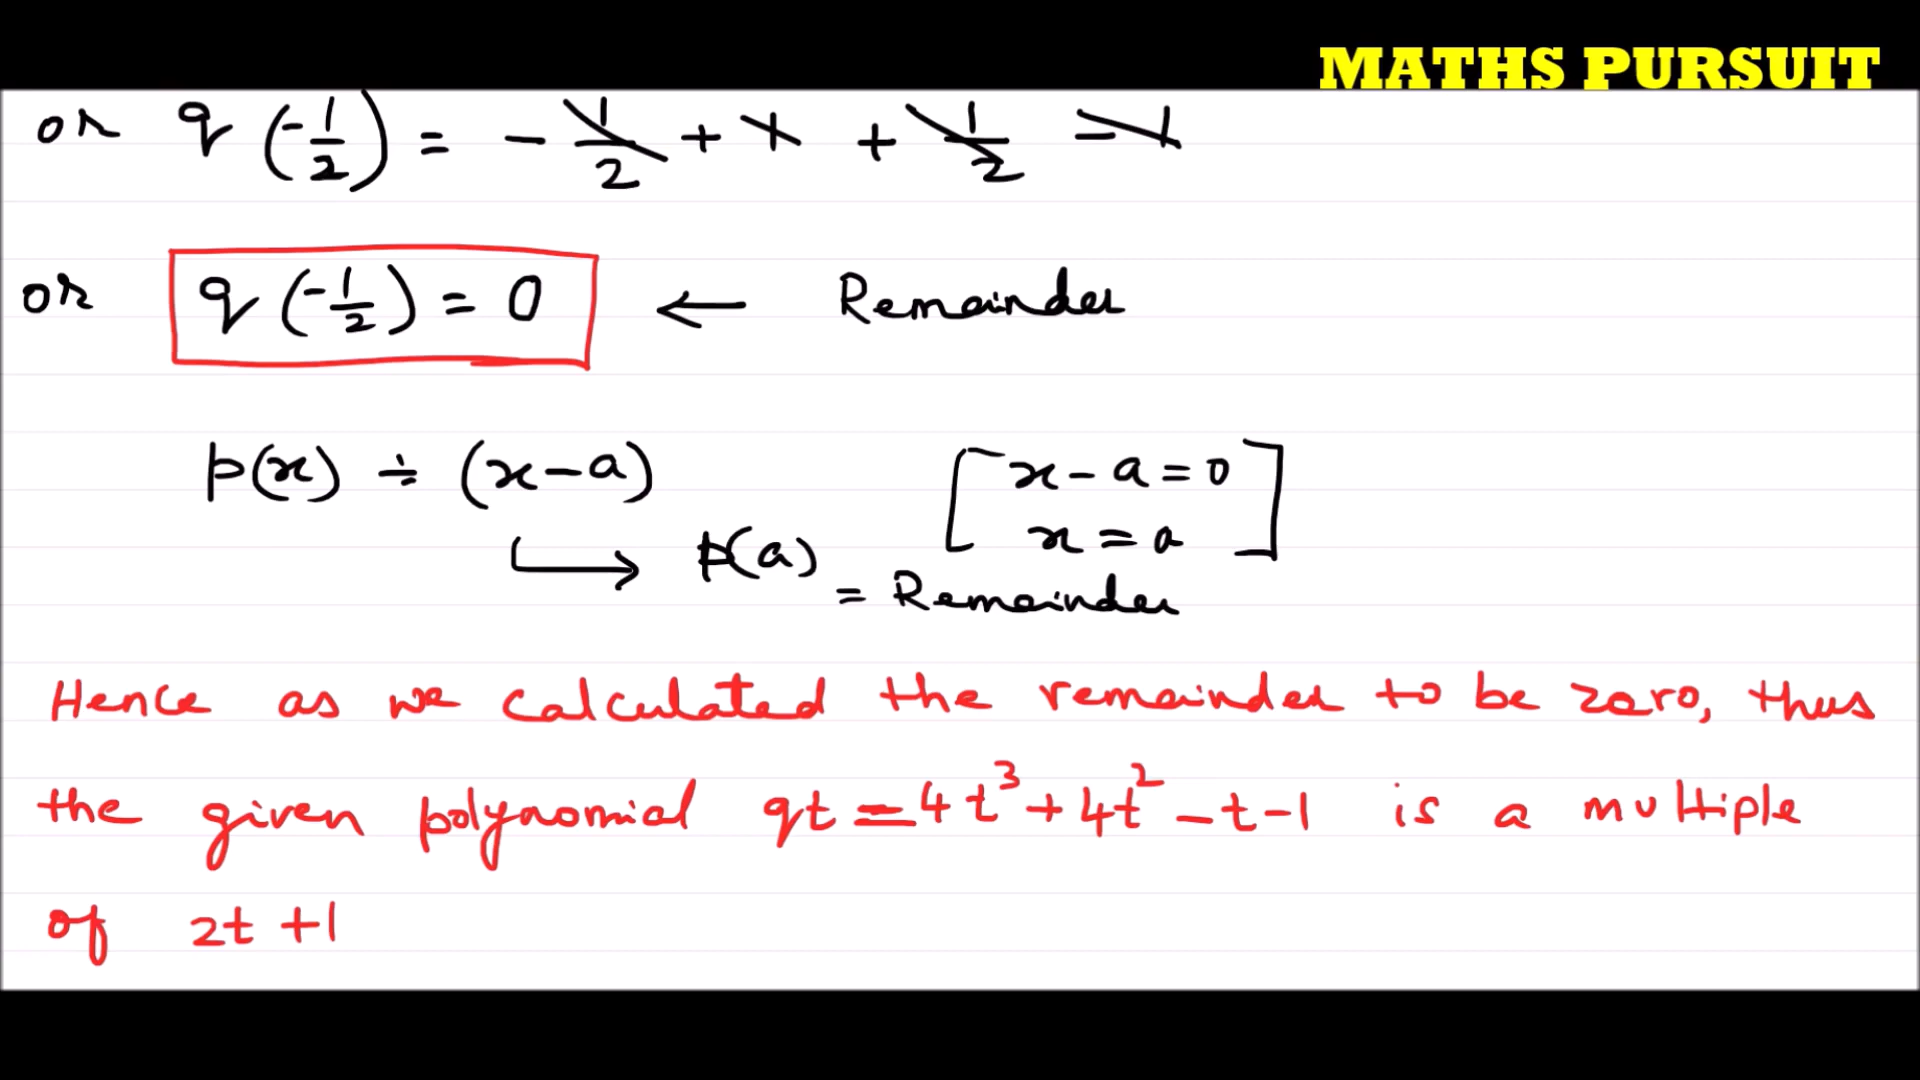 MATHS PURSUIT
or q(-1/2) = - 1/2 + 1 + 1/2 - 1
or q(-1/2) = 0 ← Remainder
p(x) ÷ (x-a) [x-a=0
x=a]
↳ p(a)
= Remainder
Hence as we calculated the remainder to be zero, thus
the given polynomial qt = 4t³ + 4t² - t - 1 is a multiple
of 2t +1